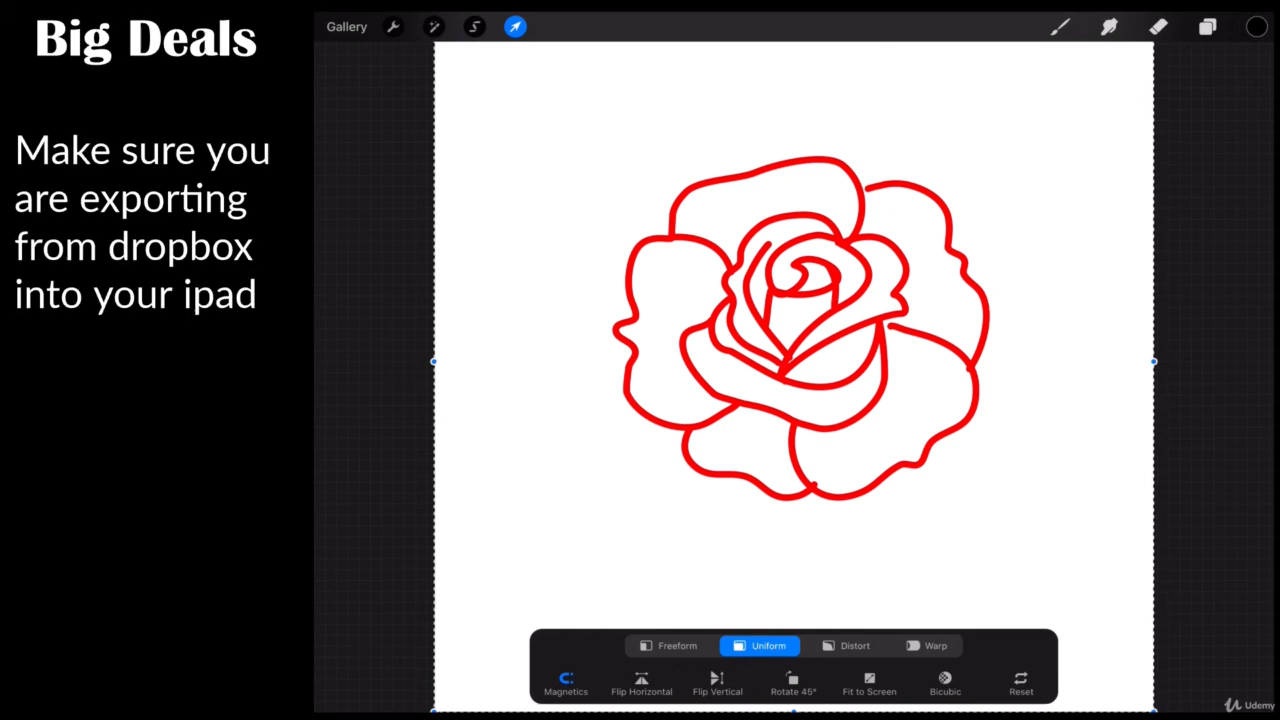 Big Deals
Make sure you
are exporting
from dropbox
into your ipad
Gallery
Freeform Uniform Distort Warp
Magnetics Flip Horizontal Flip Vertical Rotate 45° Fit to Screen Bicubic Reset
Udemy